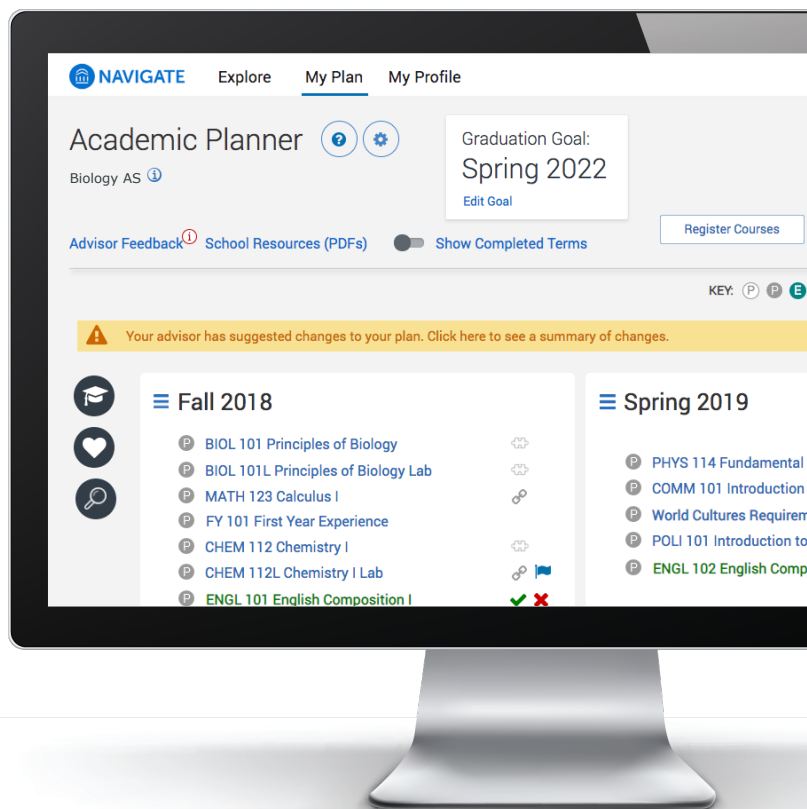 NAVIGATE Explore My Plan My Profile
Academic Planner ?
Biology AS i
Graduation Goal:
Spring 2022
Edit Goal
Advisor Feedback i School Resources (PDFs) Show Completed Terms
Register Courses
KEY: P P E
Your advisor has suggested changes to your plan. Click here to see a summary of changes.
Fall 2018
P BIOL 101 Principles of Biology
P BIOL 101L Principles of Biology Lab
P MATH 123 Calculus I
P FY 101 First Year Experience
P CHEM 112 Chemistry I
P CHEM 112L Chemistry I Lab
P ENGL 101 English Composition I
Spring 2019
P PHYS 114 Fundamental
P COMM 101 Introduction
P World Cultures Requirem
P POLI 101 Introduction to
P ENGL 102 English Comp